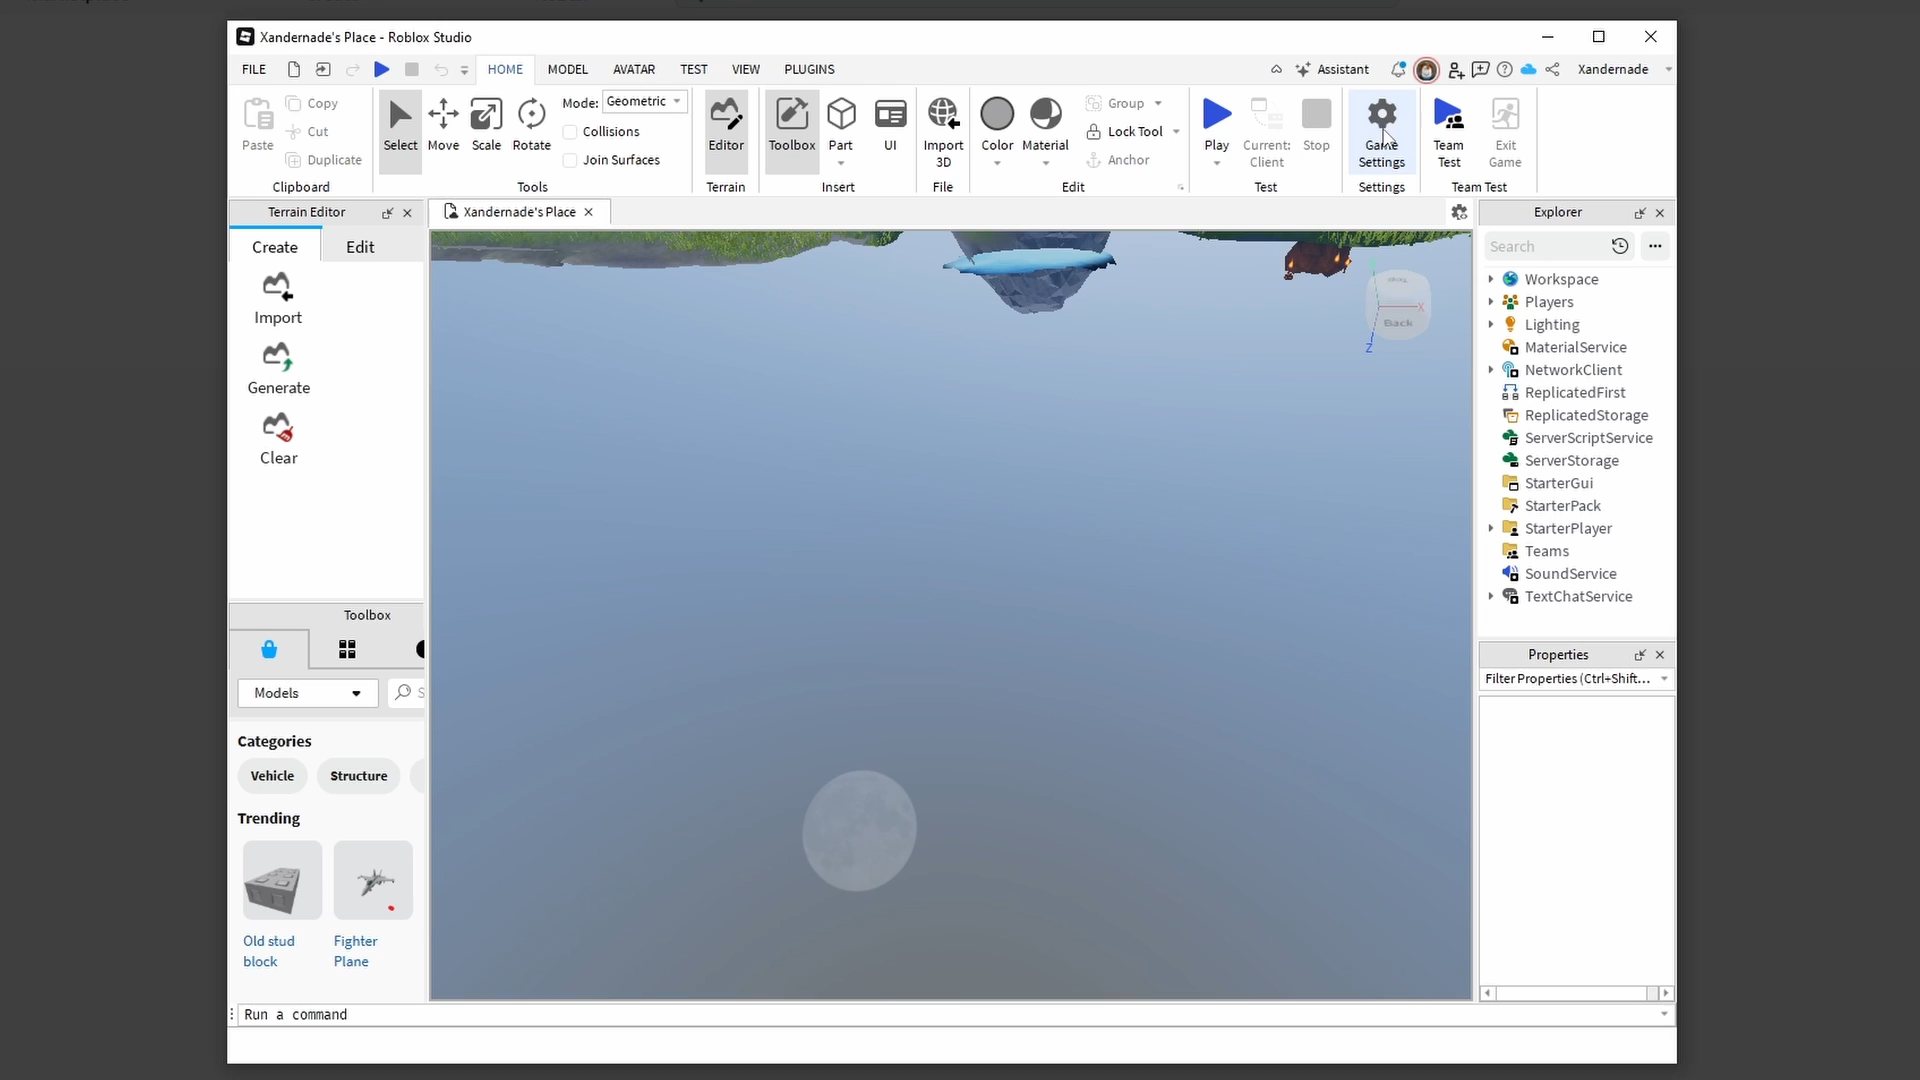 Xandernade's Place - Roblox Studio
FILE
HOME
MODEL
AVATAR
TEST
VIEW
PLUGINS
Assistant
Xandernade
Paste
Copy
Cut
Duplicate
Clipboard
Select
Move
Scale
Rotate
Mode: Geometric
Collisions
Join Surfaces
Tools
Editor
Terrain
Toolbox
Part
UI
Insert
Import
3D
File
Color
Material
Group
Lock Tool
Anchor
Edit
Play
Current:
Client
Stop
Test
Game
Settings
Settings
Team
Test
Exit
Game
Team Test
Terrain Editor
Create
Edit
Import
Generate
Clear
Toolbox
Models
S
Categories
Vehicle
Structure
Trending
Old stud
block
Fighter
Plane
Xandernade's Place
Back
X
Z
Explorer
Search
Workspace
Players
Lighting
MaterialService
NetworkClient
ReplicatedFirst
ReplicatedStorage
ServerScriptService
ServerStorage
StarterGui
StarterPack
StarterPlayer
Teams
SoundService
TextChatService
Properties
Filter Properties (Ctrl+Shift...
Run a command